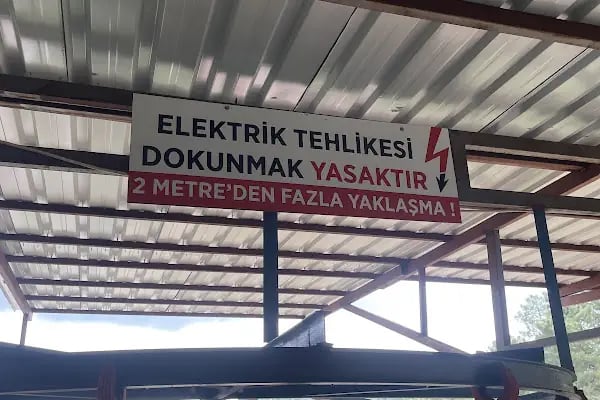 ELEKTRİK TEHLİKESİ
DOKUNMAK YASAKTIR
2 METRE'DEN FAZLA YAKLAŞMA !